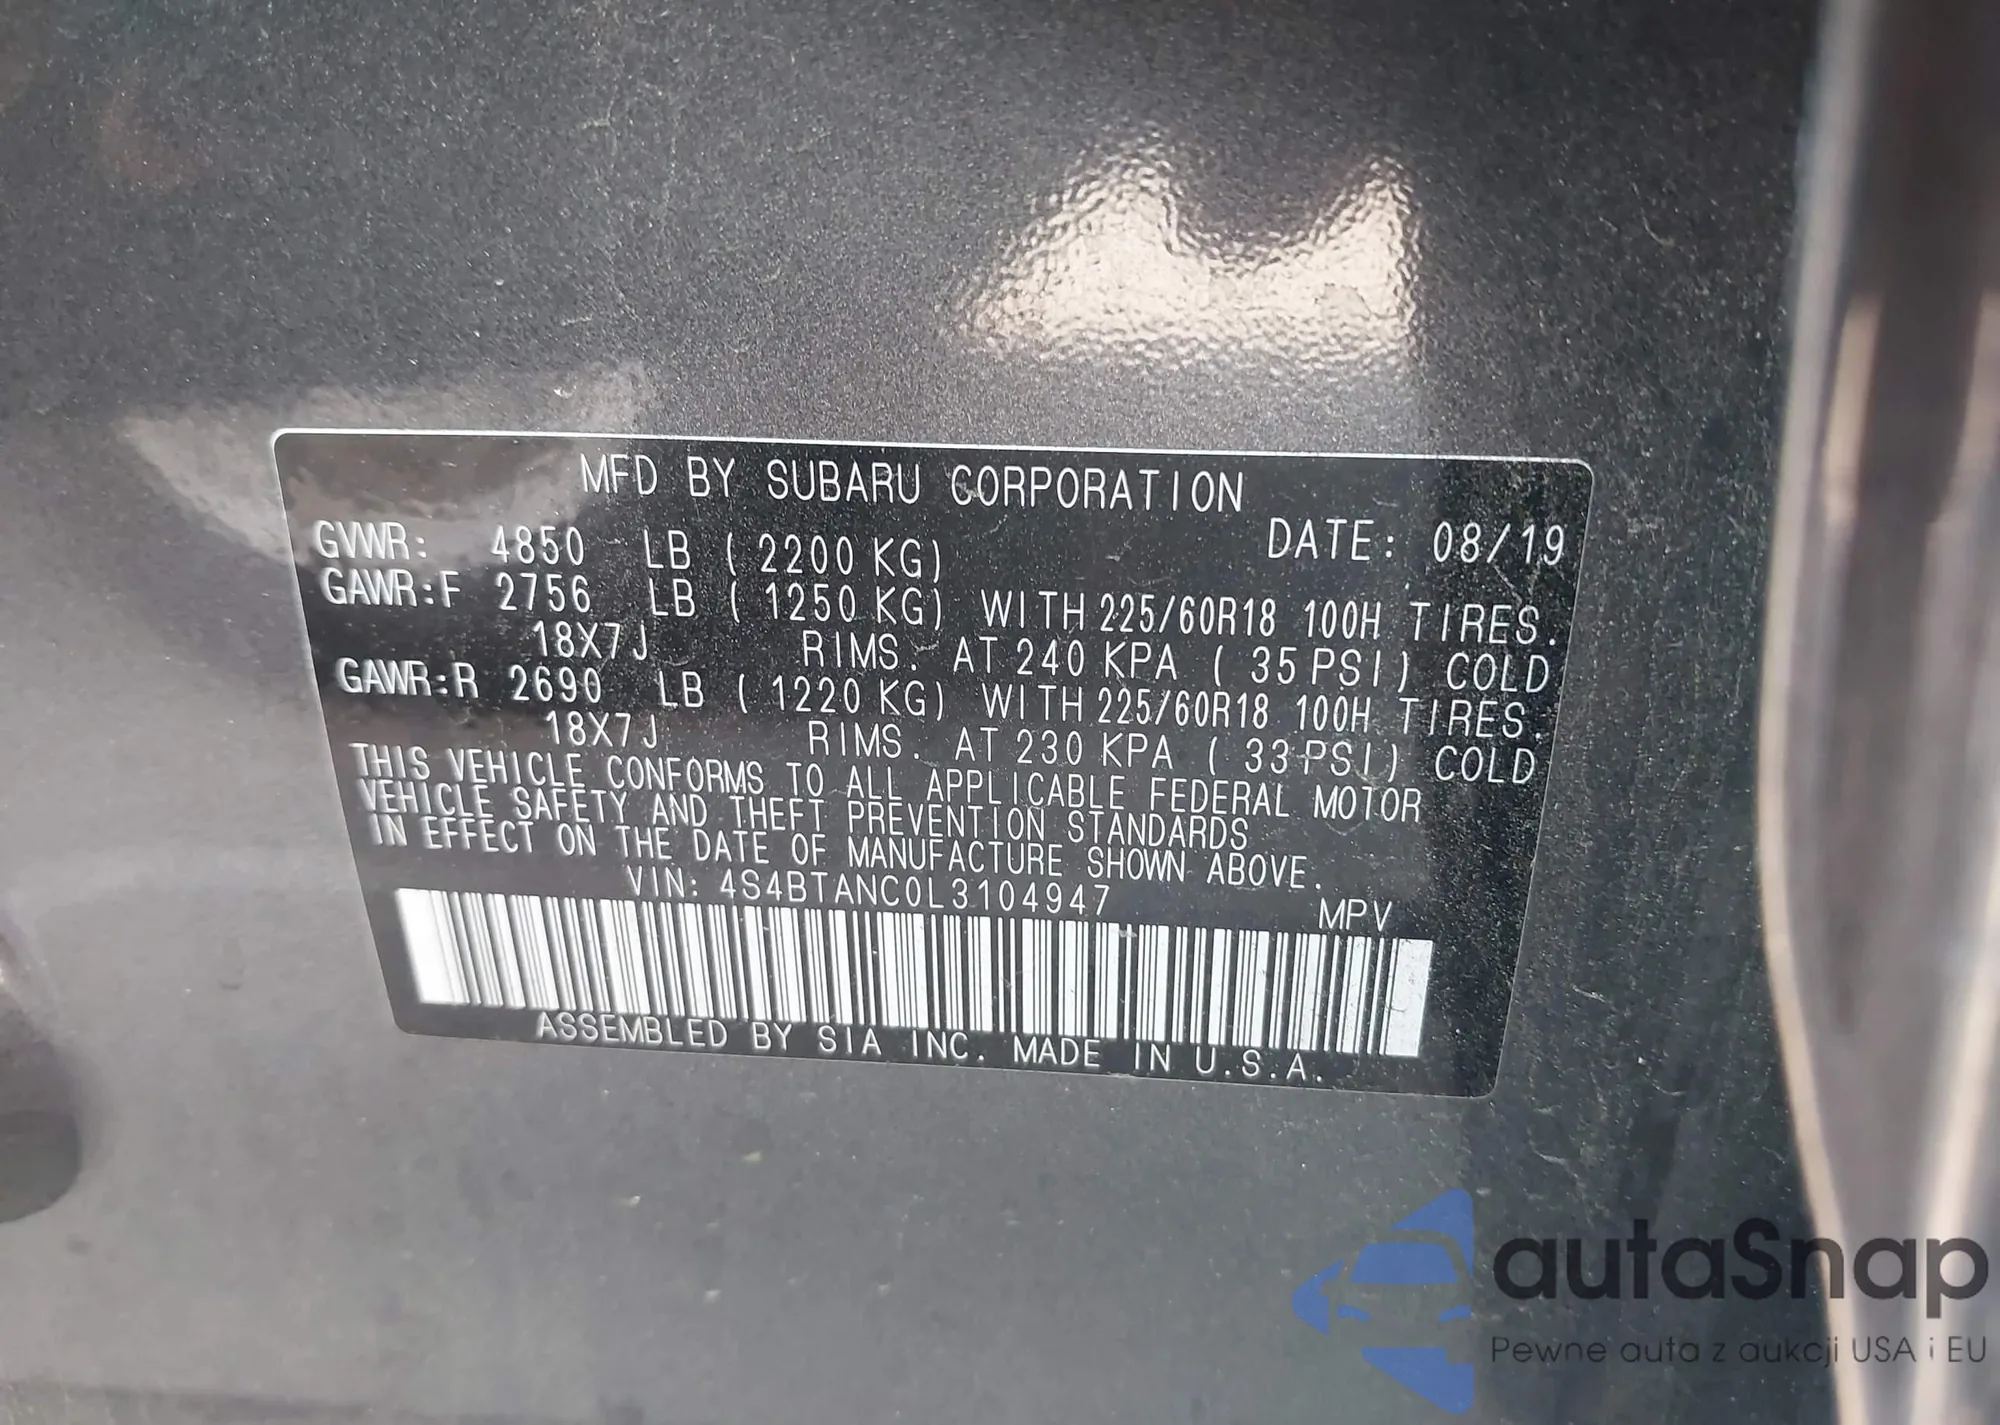 MFD BY SUBARU CORPORATION
GVWR: 4850 LB ( 2200 KG) DATE: 08/19
GAWR:F 2756 LB ( 1250 KG) WITH 225/60R18 100H TIRES.
18X7J RIMS. AT 240 KPA ( 35 PSI) COLD
GAWR:R 2690 LB ( 1220 KG) WITH 225/60R18 100H TIRES.
18X7J RIMS. AT 230 KPA ( 33 PSI) COLD
THIS VEHICLE CONFORMS TO ALL APPLICABLE FEDERAL MOTOR
VEHICLE SAFETY AND THEFT PREVENTION STANDARDS
IN EFFECT ON THE DATE OF MANUFACTURE SHOWN ABOVE.
VIN: 4S4BTANC0L3104947 MPV
ASSEMBLED BY SIA INC. MADE IN U.S.A.
autaSnap
Pewne auta z aukcji USA i EU